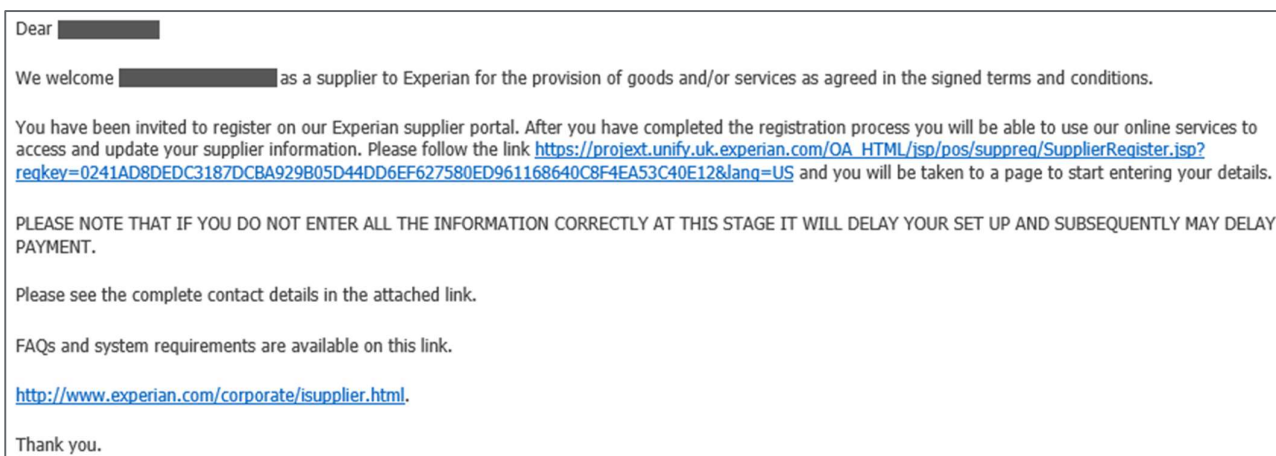 Dear
We welcome as a supplier to Experian for the provision of goods and/or services as agreed in the signed terms and conditions.
You have been invited to register on our Experian supplier portal. After you have completed the registration process you will be able to use our online services to
access and update your supplier information. Please follow the link https://projext.unify.uk.experian.com/OA_HTML/jsp/pos/suppreg/SupplierRegister.jsp?
regkey=0241AD8DEDC3187DCBA929B05D44DD6EF627580ED961168640C8F4EA53C40E12&lang=US and you will be taken to a page to start entering your details.
PLEASE NOTE THAT IF YOU DO NOT ENTER ALL THE INFORMATION CORRECTLY AT THIS STAGE IT WILL DELAY YOUR SET UP AND SUBSEQUENTLY MAY DELAY
PAYMENT.
Please see the complete contact details in the attached link.
FAQs and system requirements are available on this link.
http://www.experian.com/corporate/isupplier.html.
Thank you.